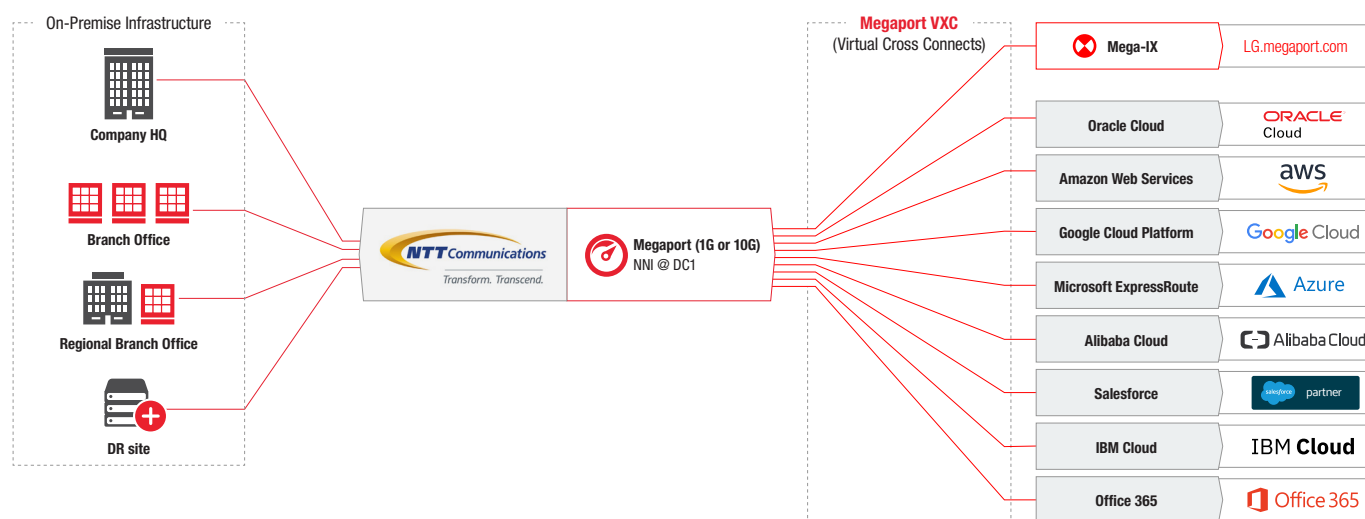 On-Premise Infrastructure
Company HQ
Branch Office
Regional Branch Office
DR site
NTT Communications
Transform. Transcend.
Megaport (1G or 10G)
NNI @ DC1
Megaport VXC
(Virtual Cross Connects)
Mega-IX
LG.megaport.com
Oracle Cloud
ORACLE
Cloud
Amazon Web Services
aws
Google Cloud Platform
Google Cloud
Microsoft ExpressRoute
Azure
Alibaba Cloud
Alibaba Cloud
Salesforce
salesforce partner
IBM Cloud
IBM Cloud
Office 365
Office 365